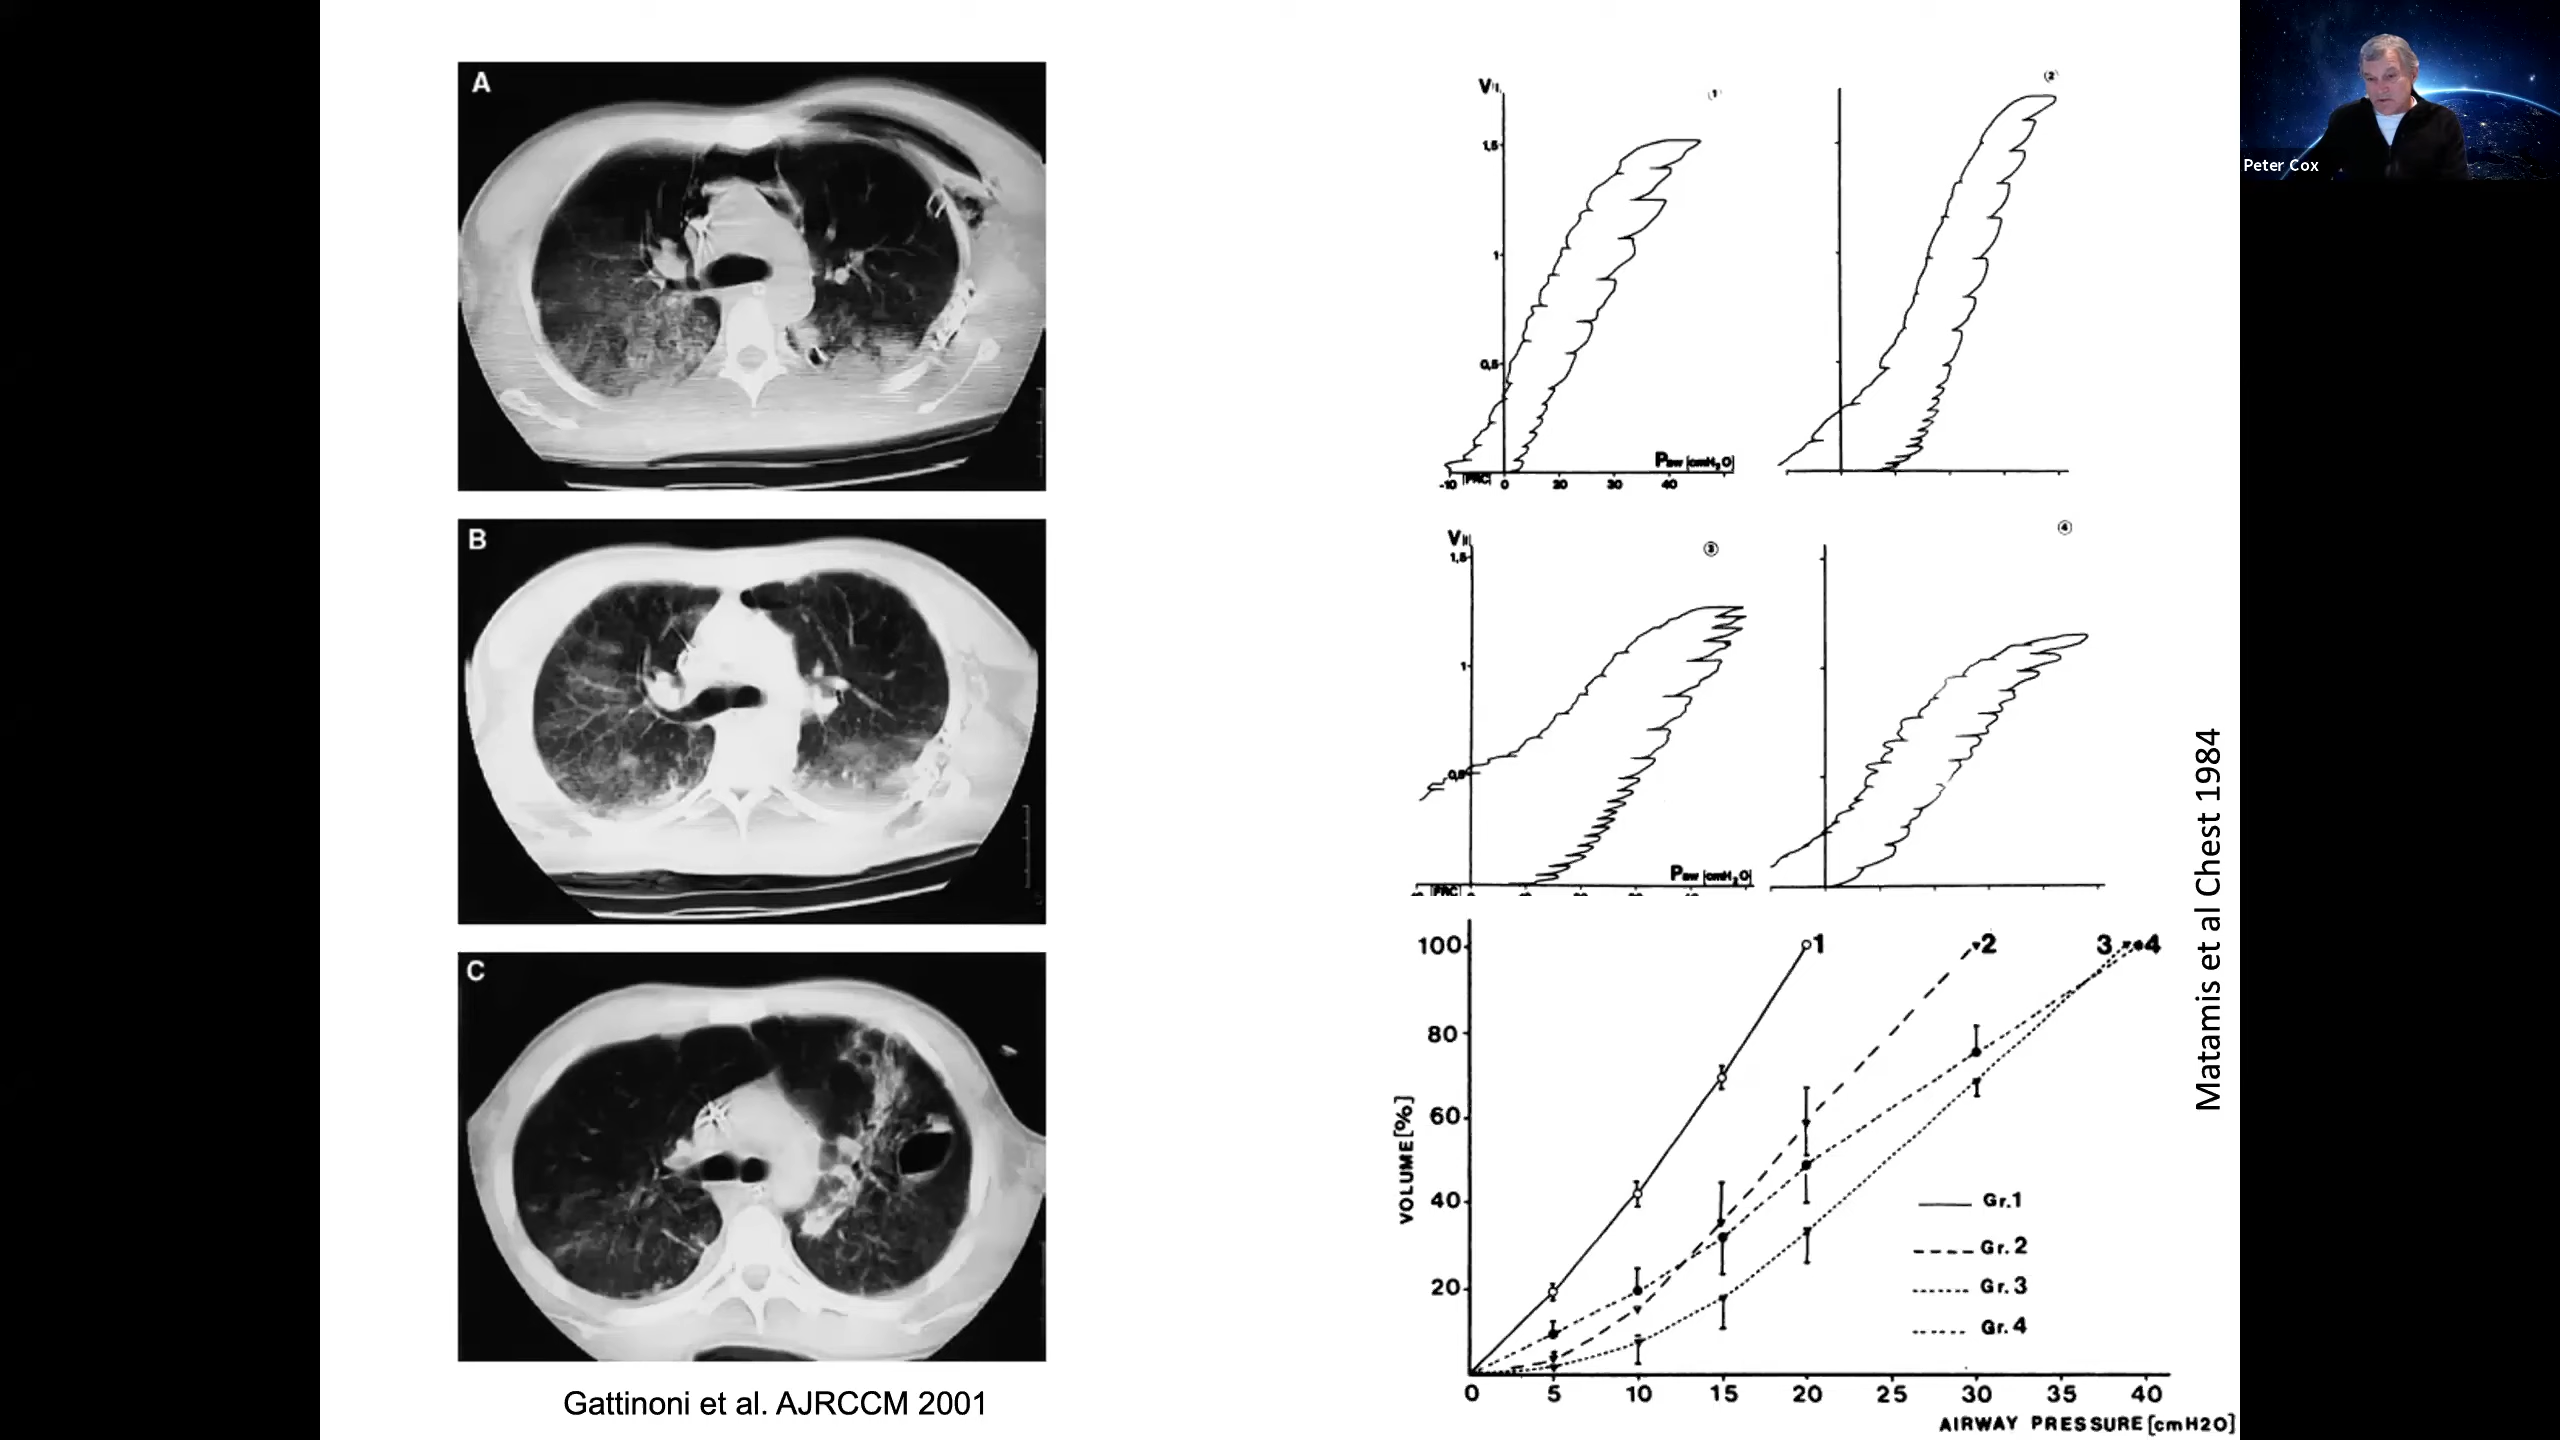 A
B
C
Gattinoni et al. AJRCCM 2001
1
1,5
1
0,5
Paw [cmH2O]
-10
[FRC]
0
20
30
40
2
3
1,5
1
0,5
Paw [cmH2O]
[FRC]
4
VOLUME [%]
100
80
60
40
20
0 5 10 15 20 25 30 35 40
AIRWAY PRESSURE [cmH2O]
1
2
3
4
Gr.1
Gr.2
Gr.3
Gr.4
Matamis et al Chest 1984
Peter Cox